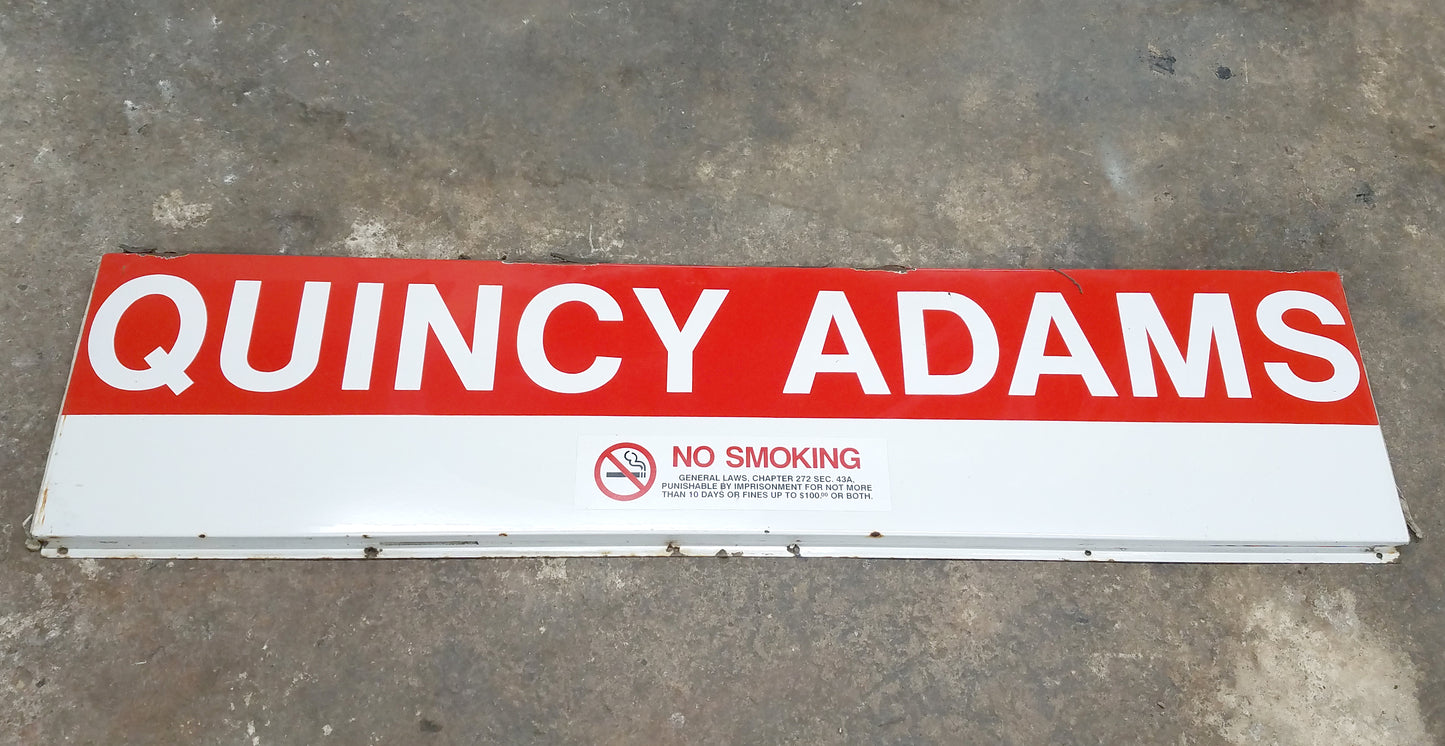 QUINCY ADAMS
NO SMOKING
GENERAL LAWS, CHAPTER 272 SEC. 43A.
PUNISHABLE BY IMPRISONMENT FOR NOT MORE
THAN 10 DAYS OR FINES UP TO $100.00 OR BOTH.